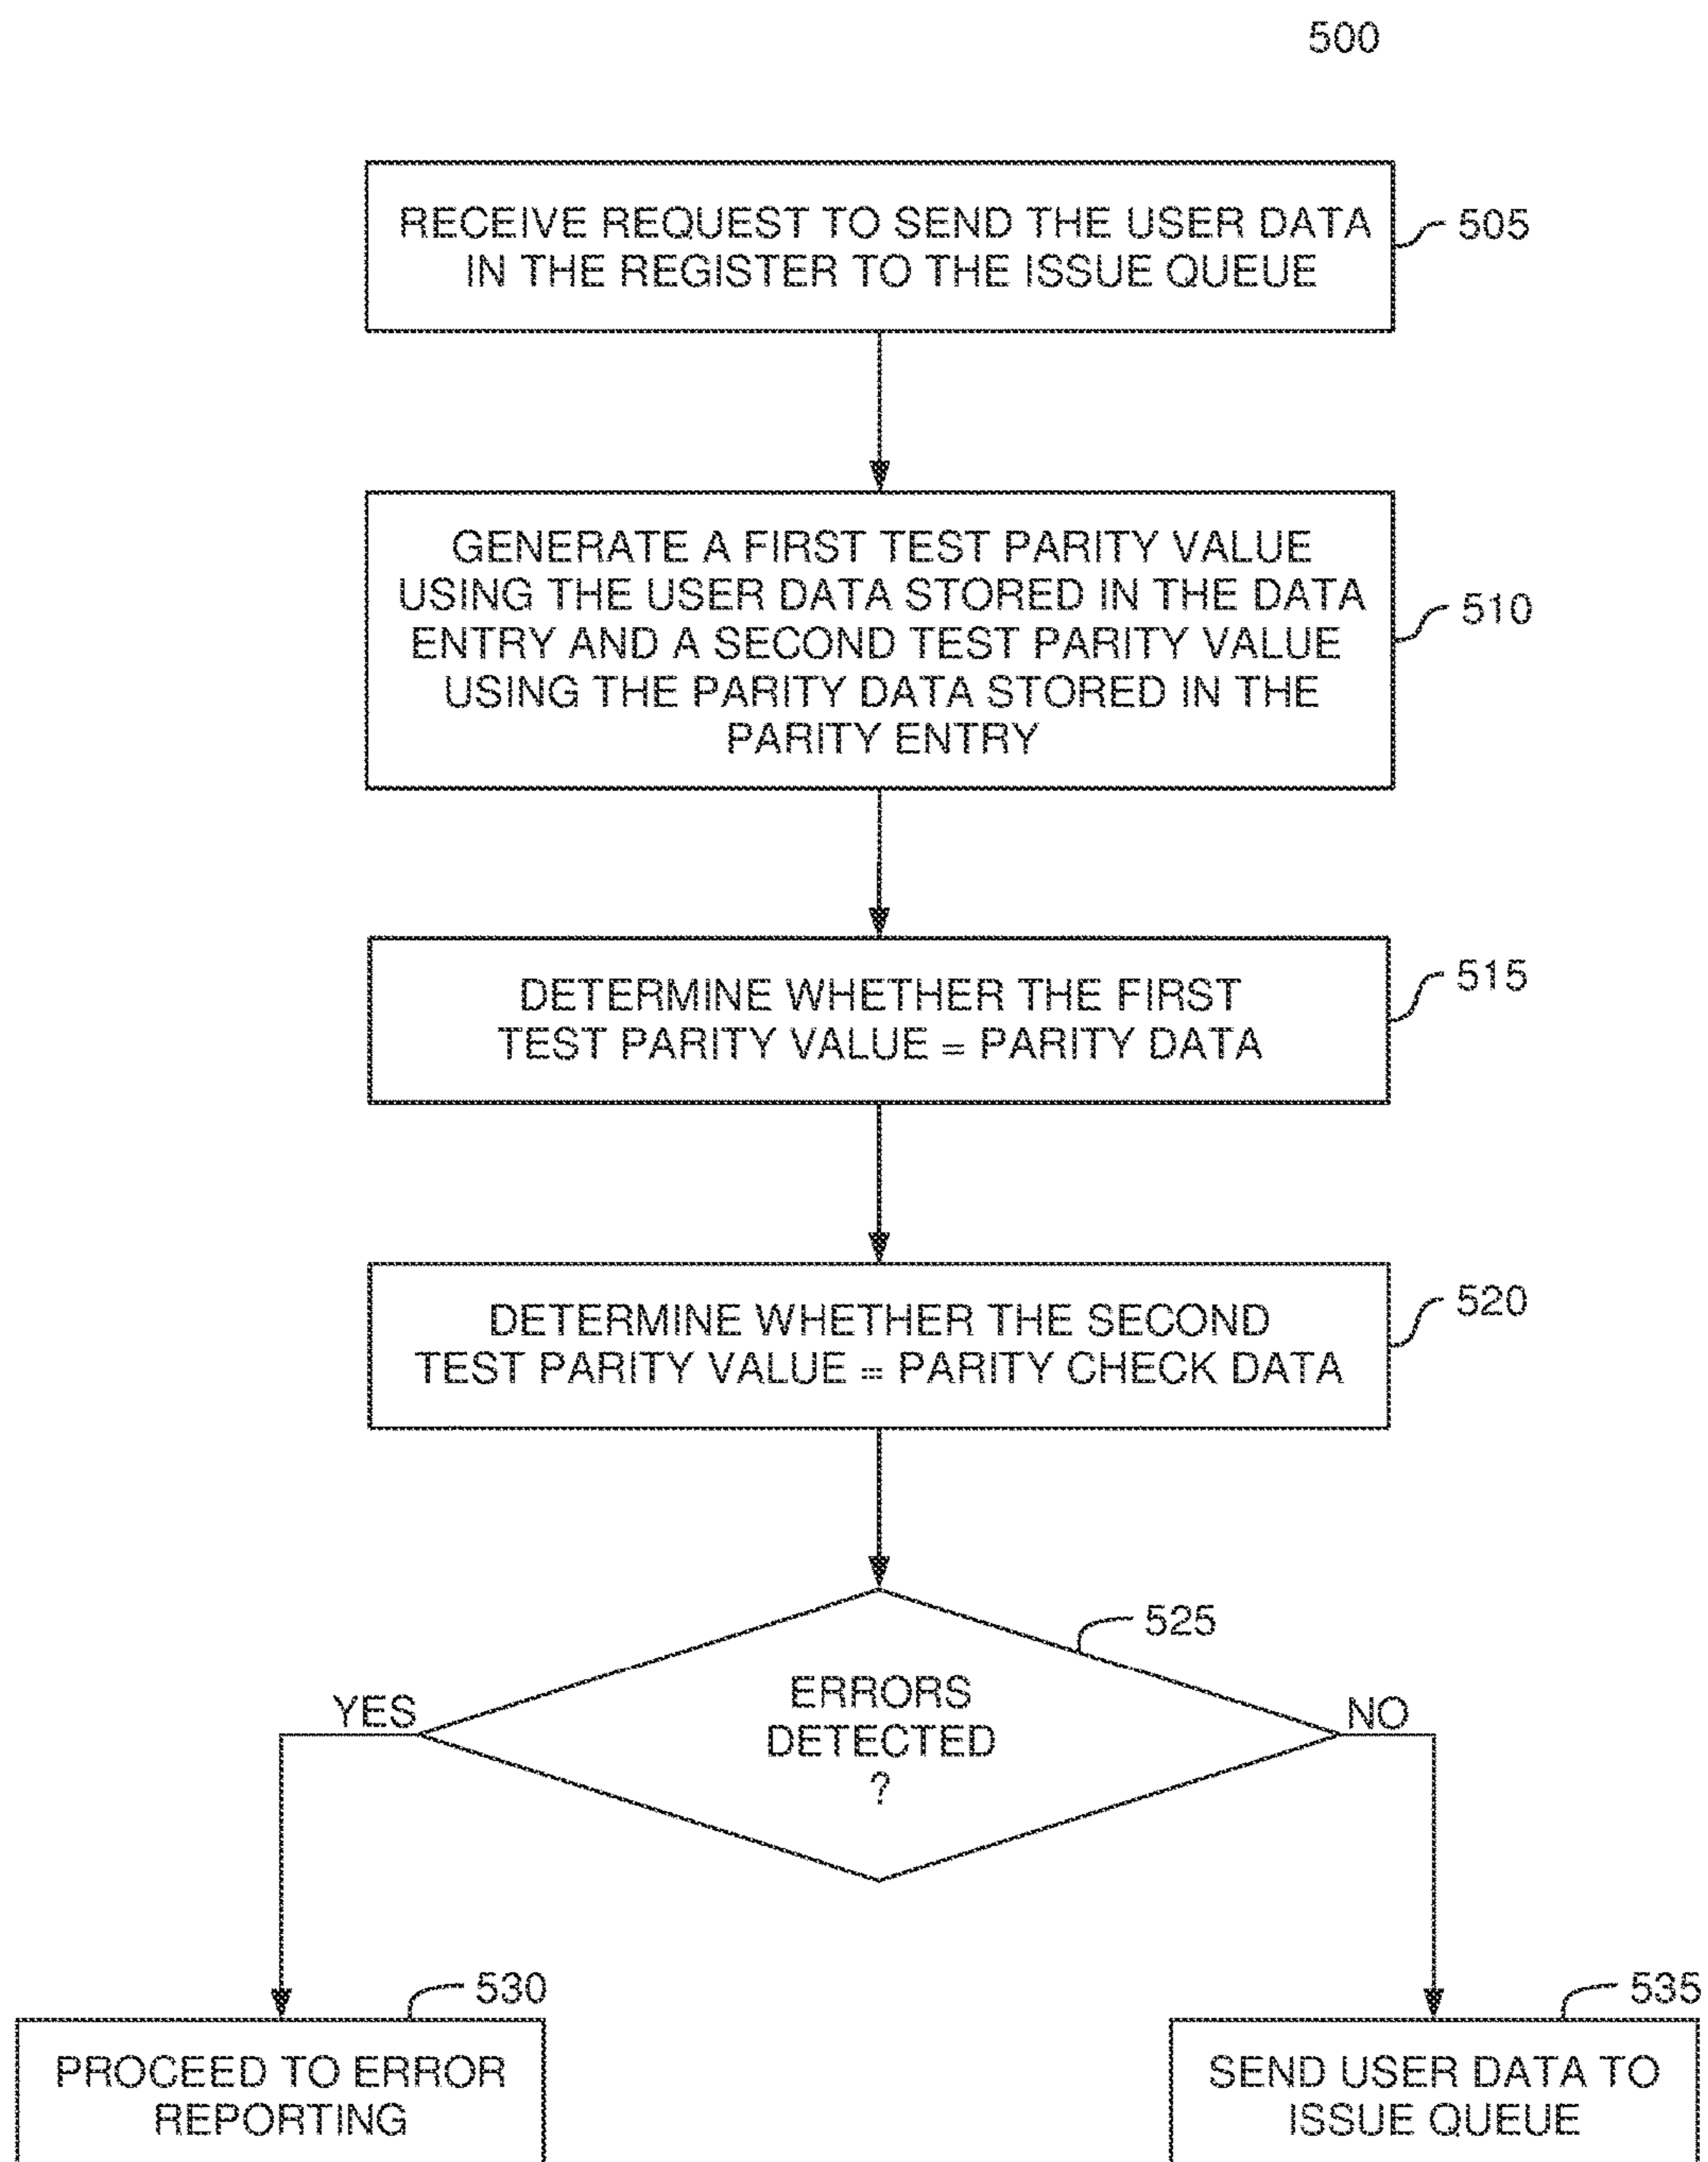 500
RECEIVE REQUEST TO SEND THE USER DATA
IN THE REGISTER TO THE ISSUE QUEUE
505
GENERATE A FIRST TEST PARITY VALUE
USING THE USER DATA STORED IN THE DATA
ENTRY AND A SECOND TEST PARITY VALUE
USING THE PARITY DATA STORED IN THE
PARITY ENTRY
510
DETERMINE WHETHER THE FIRST
TEST PARITY VALUE = PARITY DATA
515
DETERMINE WHETHER THE SECOND
TEST PARITY VALUE = PARITY CHECK DATA
520
525
ERRORS
DETECTED
?
YES
NO
530
PROCEED TO ERROR
REPORTING
535
SEND USER DATA TO
ISSUE QUEUE